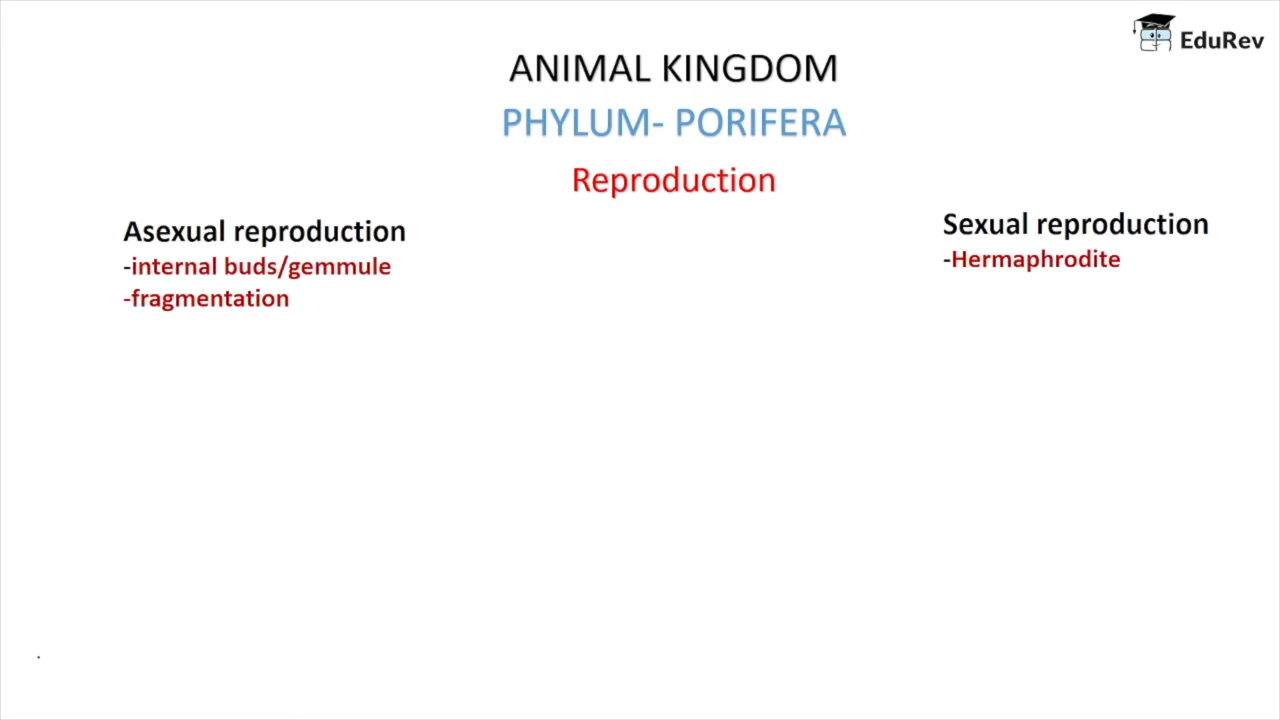 EduRev
ANIMAL KINGDOM
PHYLUM- PORIFERA
Reproduction
Asexual reproduction
-internal buds/gemmule
-fragmentation
Sexual reproduction
-Hermaphrodite
.